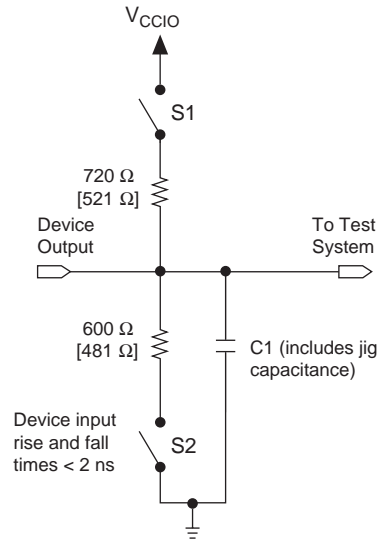 V_CCIO
S1
720 Ω
[521 Ω]
Device
Output
To Test
System
600 Ω
[481 Ω]
C1 (includes jig
capacitance)
Device input
rise and fall
times < 2 ns
S2